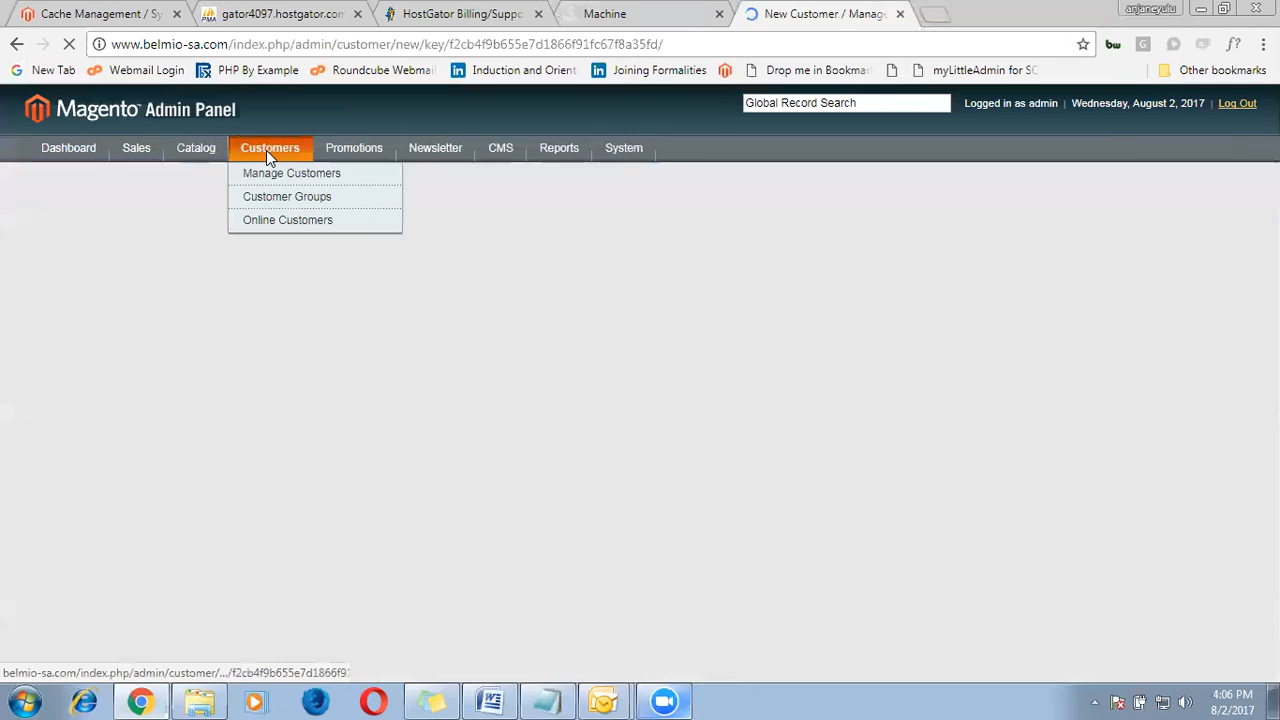 Cache Management / Sy
gator4097.hostgator.com
HostGator Billing/Suppo
Machine
New Customer / Manage
anjaneyulu
www.belmio-sa.com/index.php/admin/customer/new/key/f2cb4f9b655e7d1866f91fc67f8a35fd/
New Tab
Webmail Login
PHP By Example
Roundcube Webmail
Induction and Orient
Joining Formalities
Drop me in Bookmar
myLittleAdmin for SQ
Other bookmarks
Magento Admin Panel
Global Record Search
Logged in as admin | Wednesday, August 2, 2017 | Log Out
Dashboard Sales Catalog Customers Promotions Newsletter CMS Reports System
Manage Customers
Customer Groups
Online Customers
belmio-sa.com/index.php/admin/customer/.../f2cb4f9b655e7d1866f91
4:06 PM
8/2/2017